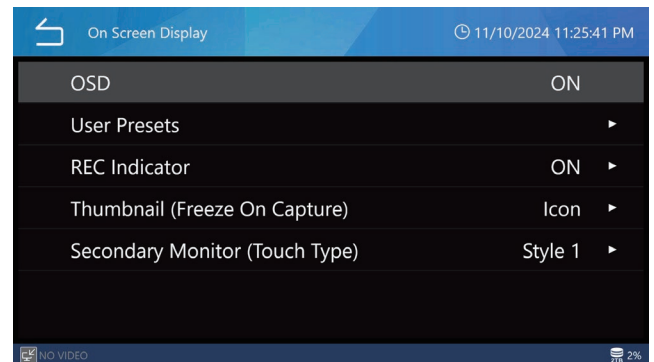 On Screen Display 11/10/2024 11:25:41 PM
OSD ON
User Presets
REC Indicator ON
Thumbnail (Freeze On Capture) Icon
Secondary Monitor (Touch Type) Style 1
NO VIDEO 2TB 2%